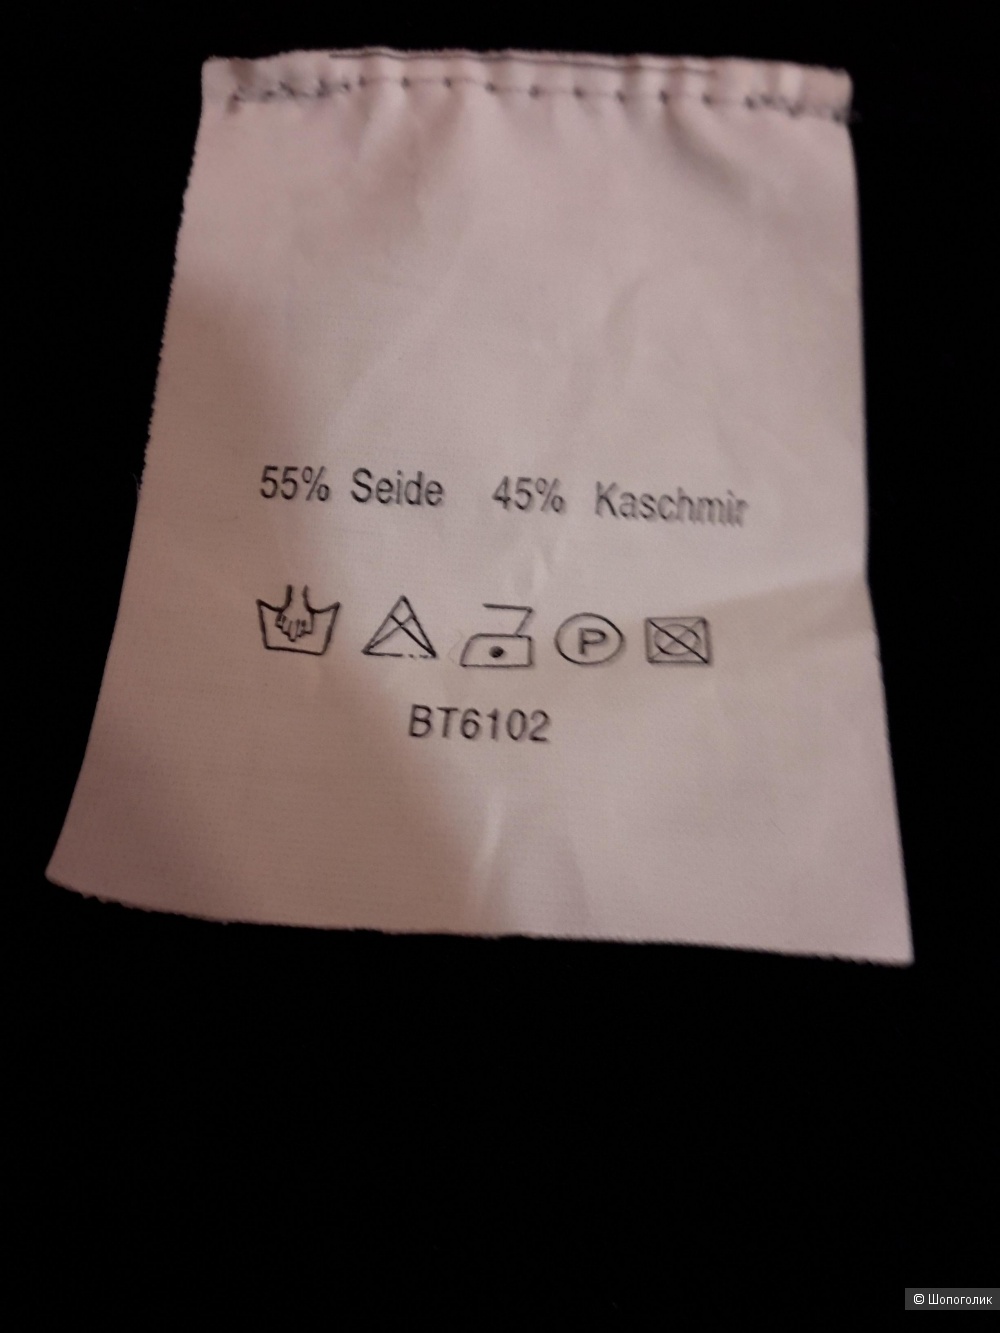 55% Seide 45% Kaschmir
P
BT6102
© Шопоголик